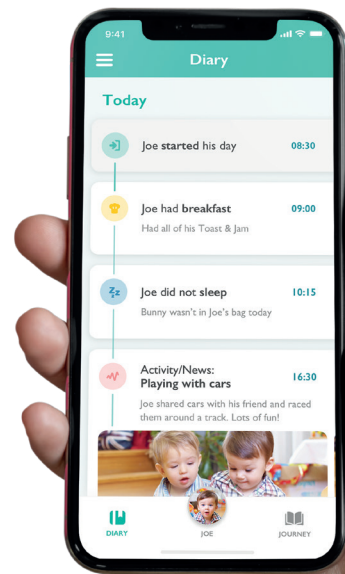 9:41
Diary
Today
Joe started his day 08:30
Joe had breakfast 09:00
Had all of his Toast & Jam
Zzz
Joe did not sleep 10:15
Bunny wasn't in Joe's bag today
Activity/News:
Playing with cars 16:30
Joe shared cars with his friend and raced
them around a track. Lots of fun!
DIARY JOE JOURNEY